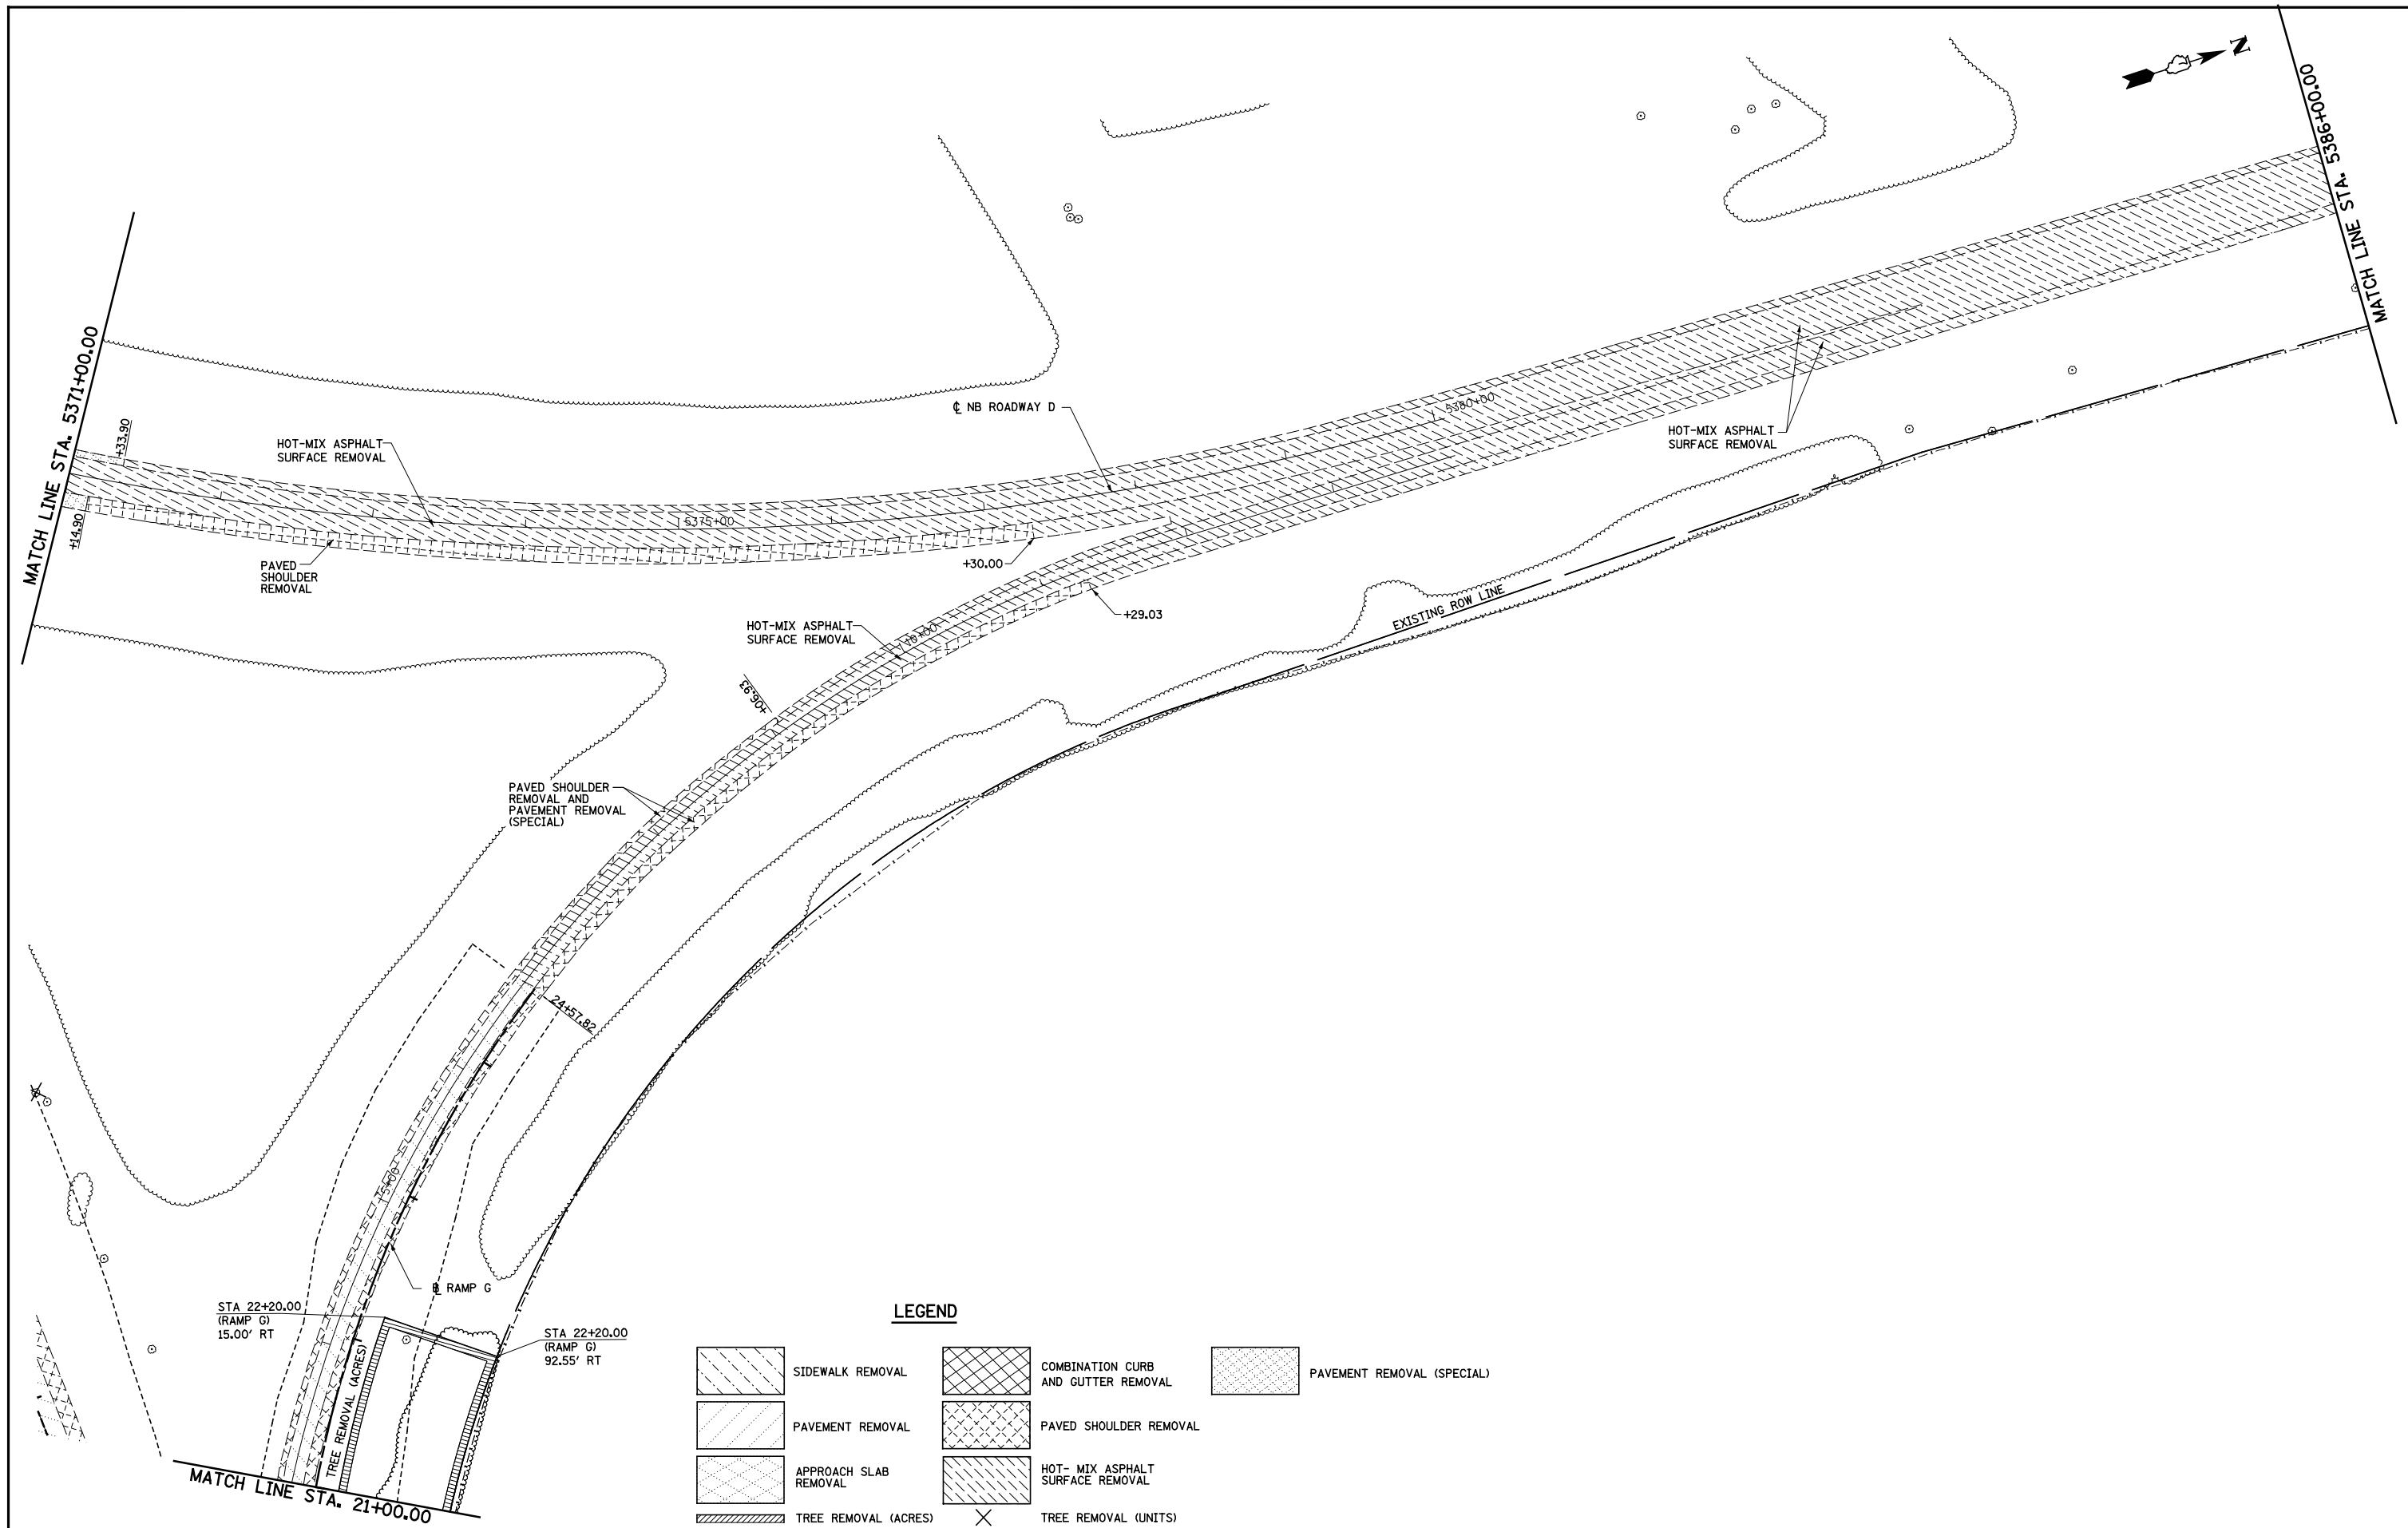 N
MATCH LINE STA. 5386+00.00
MATCH LINE STA. 5371+00.00
+33.90
+14.90
HOT-MIX ASPHALT
SURFACE REMOVAL
PAVED
SHOULDER
REMOVAL
5375+00
℄ NB ROADWAY D
5380+00
HOT-MIX ASPHALT
SURFACE REMOVAL
+30.00
+29.03
HOT-MIX ASPHALT
SURFACE REMOVAL
10+00
EXISTING ROW LINE
+06.93
PAVED SHOULDER
REMOVAL AND
PAVEMENT REMOVAL
(SPECIAL)
24+57.82
15+00
RAMP G
STA 22+20.00
(RAMP G)
15.00' RT
STA 22+20.00
(RAMP G)
92.55' RT
TREE REMOVAL (ACRES)
MATCH LINE STA. 21+00.00
LEGEND
SIDEWALK REMOVAL
COMBINATION CURB
AND GUTTER REMOVAL
PAVEMENT REMOVAL (SPECIAL)
PAVEMENT REMOVAL
PAVED SHOULDER REMOVAL
APPROACH SLAB
REMOVAL
HOT- MIX ASPHALT
SURFACE REMOVAL
TREE REMOVAL (ACRES)
TREE REMOVAL (UNITS)